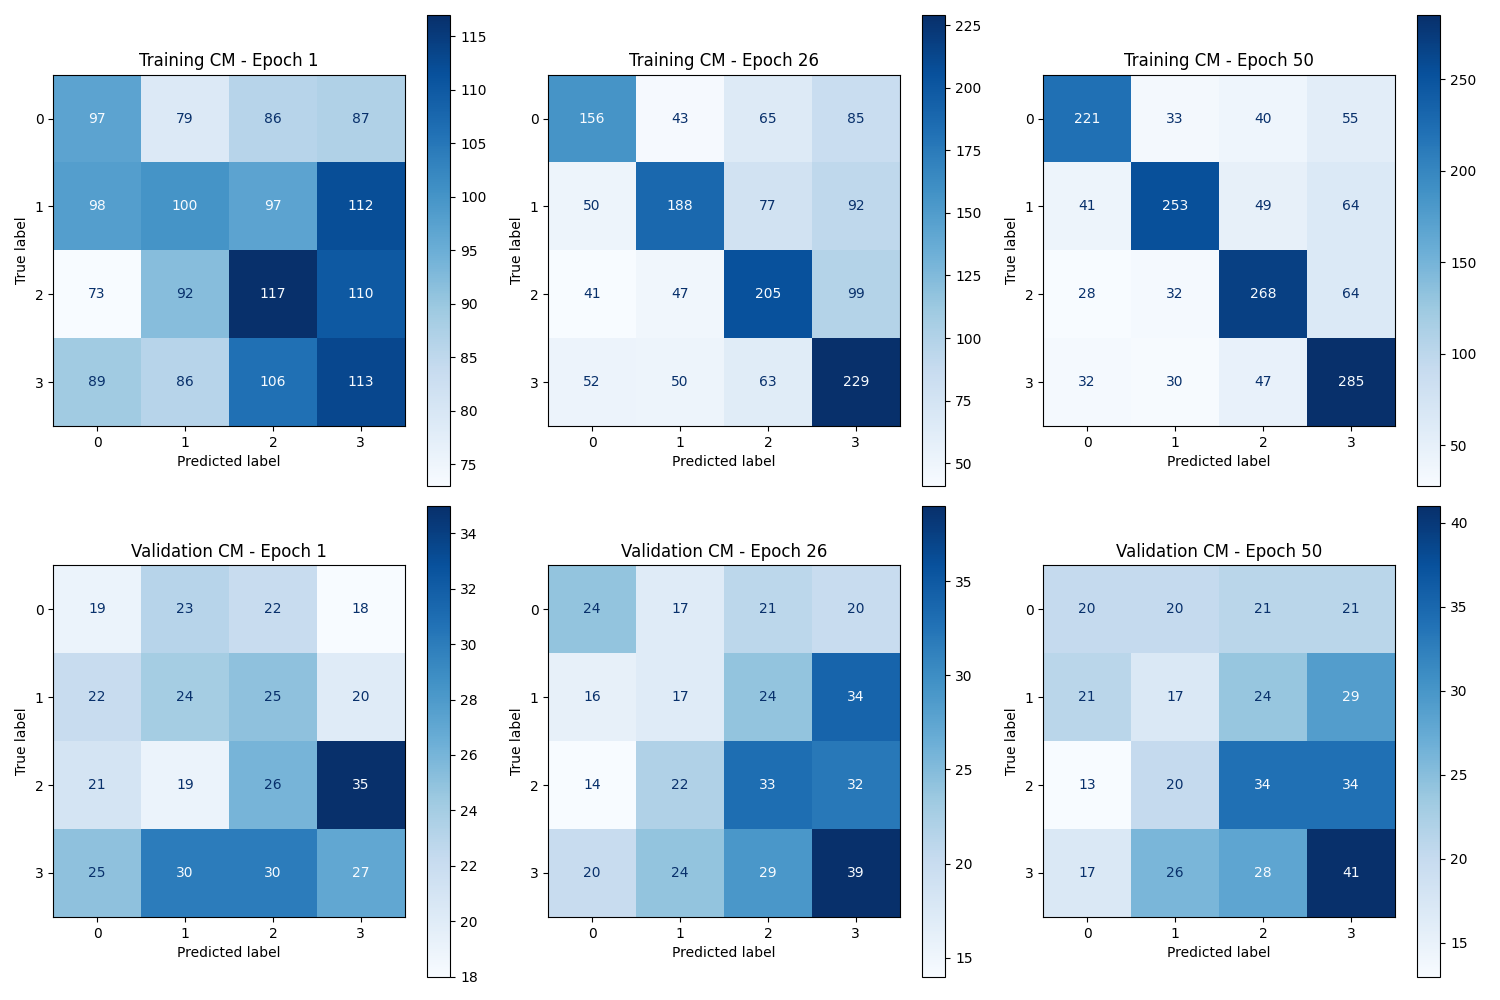 Training CM - Epoch 1
0 97 79 86 87
1 98 100 97 112
2 73 92 117 110
3 89 86 106 113
0 1 2 3
Predicted label
True label
115
110
105
100
95
90
85
80
75
Training CM - Epoch 26
0 156 43 65 85
1 50 188 77 92
2 41 47 205 99
3 52 50 63 229
0 1 2 3
Predicted label
True label
225
200
175
150
125
100
75
50
Training CM - Epoch 50
0 221 33 40 55
1 41 253 49 64
2 28 32 268 64
3 32 30 47 285
0 1 2 3
Predicted label
True label
250
200
150
100
50
Validation CM - Epoch 1
0 19 23 22 18
1 22 24 25 20
2 21 19 26 35
3 25 30 30 27
0 1 2 3
Predicted label
True label
34
32
30
28
26
24
22
20
18
Validation CM - Epoch 26
0 24 17 21 20
1 16 17 24 34
2 14 22 33 32
3 20 24 29 39
0 1 2 3
Predicted label
True label
35
30
25
20
15
Validation CM - Epoch 50
0 20 20 21 21
1 21 17 24 29
2 13 20 34 34
3 17 26 28 41
0 1 2 3
Predicted label
True label
40
35
30
25
20
15